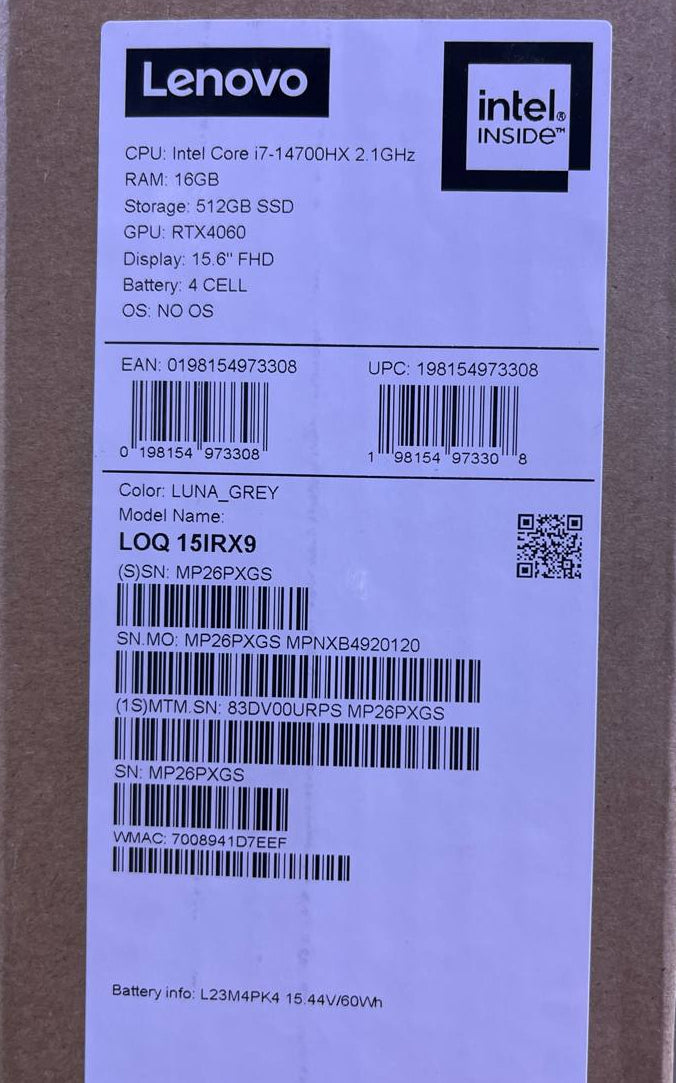 Lenovo
intel®
INSIDE™
CPU: Intel Core i7-14700HX 2.1GHz
RAM: 16GB
Storage: 512GB SSD
GPU: RTX4060
Display: 15.6" FHD
Battery: 4 CELL
OS: NO OS
EAN: 0198154973308
UPC: 198154973308
0 198154 973308
1 98154 97330 8
Color: LUNA_GREY
Model Name:
LOQ 15IRX9
(S)SN: MP26PXGS
SN.MO: MP26PXGS MPNXB4920120
(1S)MTM.SN: 83DV00URPS MP26PXGS
SN: MP26PXGS
WMAC: 7008941D7EEF
Battery info: L23M4PK4 15.44V/60Wh